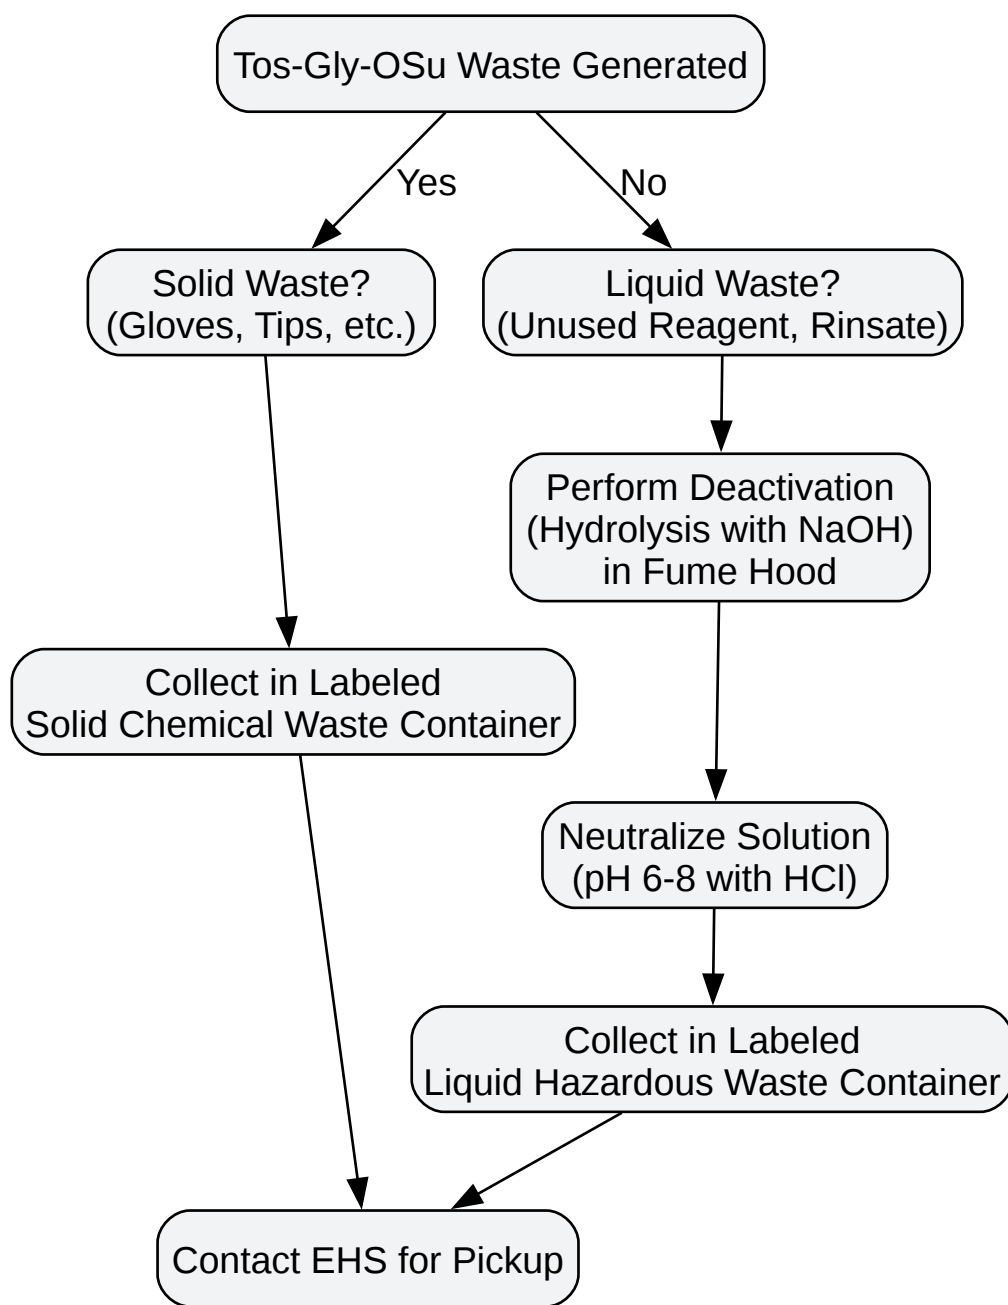 Tos-Gly-OSu Waste Generated
Yes
No
Solid Waste?
(Gloves, Tips, etc.)
Liquid Waste?
(Unused Reagent, Rinsate)
Perform Deactivation
(Hydrolysis with NaOH)
in Fume Hood
Collect in Labeled
Solid Chemical Waste Container
Neutralize Solution
(pH 6-8 with HCl)
Collect in Labeled
Liquid Hazardous Waste Container
Contact EHS for Pickup